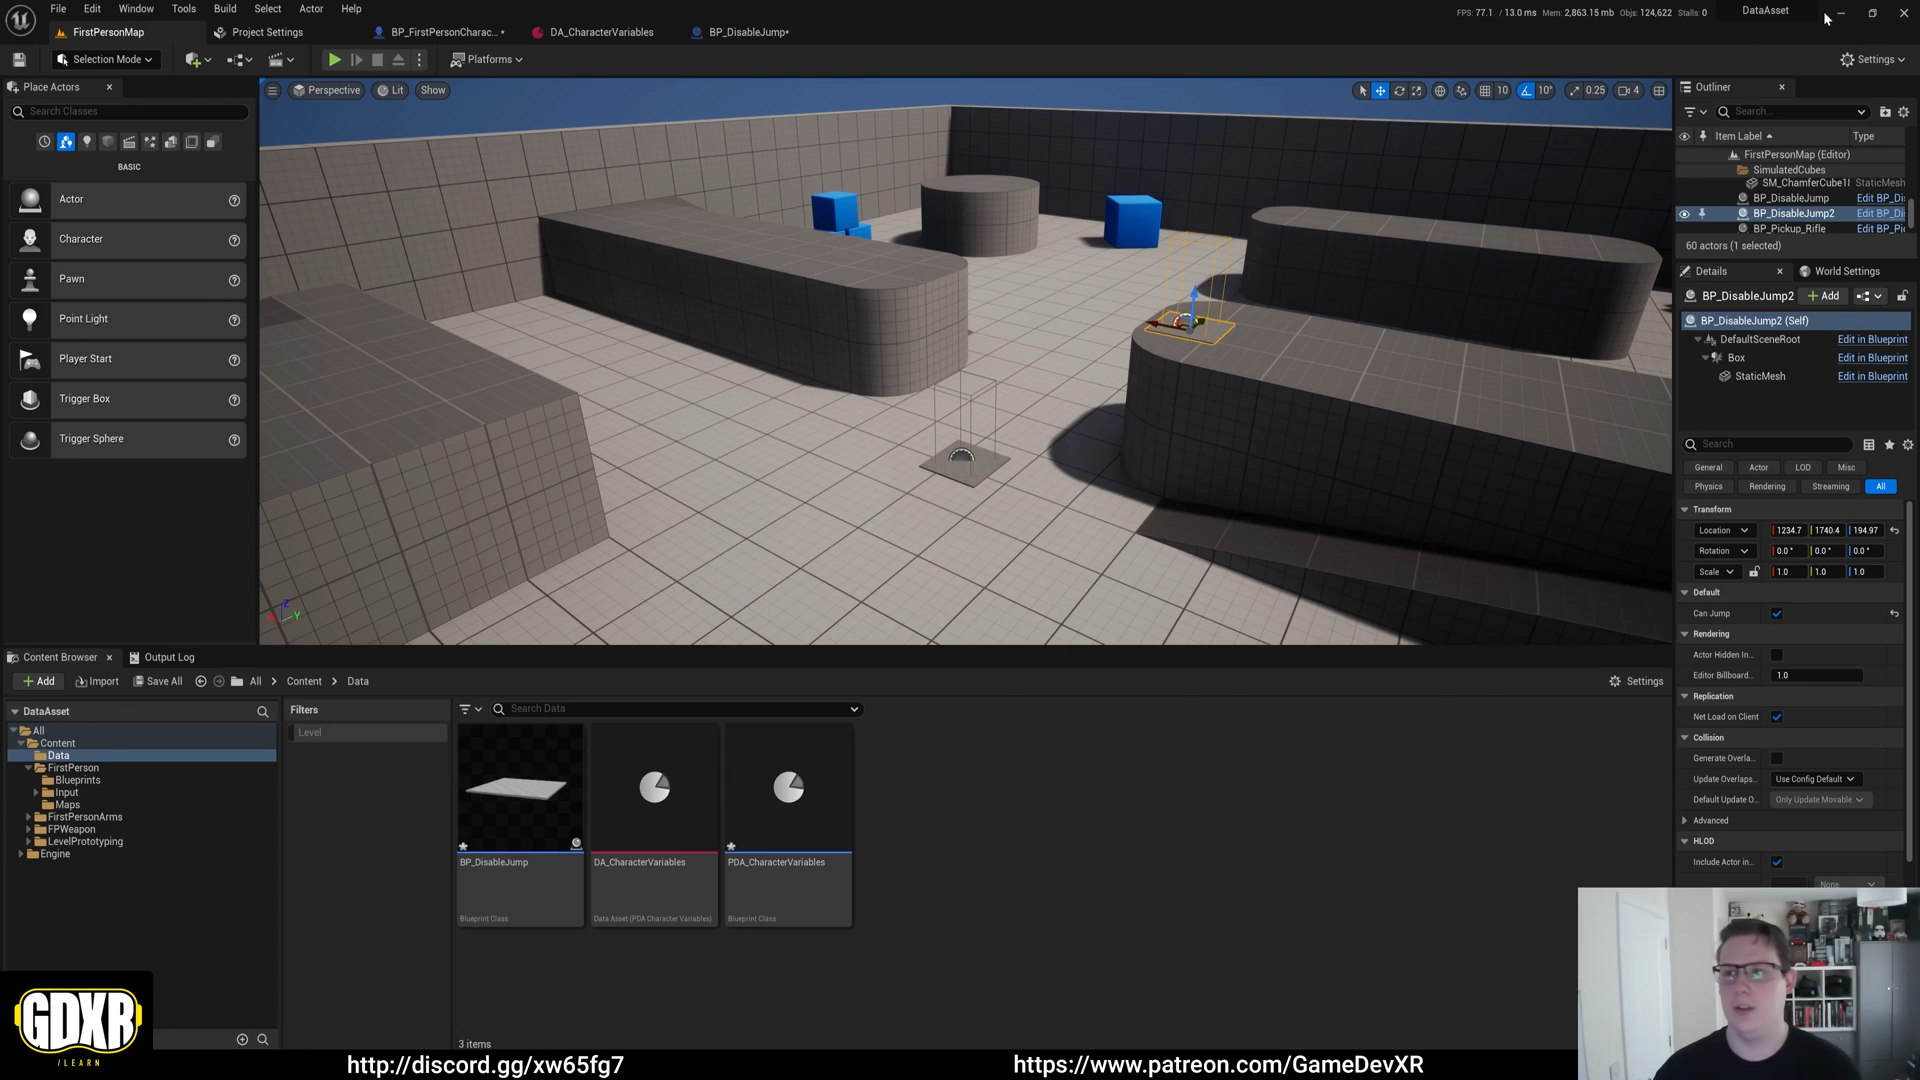 File Edit Window Tools Build Select Actor Help
FPS: 77.1 / 13.0 ms Mem: 2,863.15 mb Objs: 124,622 Stalls: 0
DataAsset
FirstPersonMap
Project Settings
BP_FirstPersonCharac...*
DA_CharacterVariables
BP_DisableJump*
Selection Mode
Platforms
Settings
Place Actors
Search Classes
BASIC
Actor
Character
Pawn
Point Light
Player Start
Trigger Box
Trigger Sphere
Perspective
Lit
Show
10
10°
0.25
4
Z
Y
Outliner
Search...
Item Label Type
FirstPersonMap (Editor)
SimulatedCubes
SM_ChamferCube1 StaticMesh
BP_DisableJump Edit BP_Di
BP_DisableJump2 Edit BP_Di
BP_Pickup_Rifle Edit BP_Pi
60 actors (1 selected)
Details
World Settings
BP_DisableJump2
Add
BP_DisableJump2 (Self)
DefaultSceneRoot Edit in Blueprint
Box Edit in Blueprint
StaticMesh Edit in Blueprint
Search
General Actor LOD Misc
Physics Rendering Streaming All
Transform
Location 1234.7 1740.4 194.97
Rotation 0.0° 0.0° 0.0°
Scale 1.0 1.0 1.0
Default
Can Jump
Rendering
Actor Hidden In...
Editor Billboard... 1.0
Replication
Net Load on Client
Collision
Generate Overla...
Update Overlaps... Use Config Default
Default Update O... Only Update Movable
Advanced
HLOD
Include Actor in...
None
Content Browser
Output Log
Add
Import
Save All
All > Content > Data
Settings
DataAsset
All
Content
Data
FirstPerson
Blueprints
Input
Maps
FirstPersonArms
FPWeapon
LevelPrototyping
Engine
Filters
Level
Search Data
BP_DisableJump
Blueprint Class
DA_CharacterVariables
Data Asset (PDA Character Variables)
PDA_CharacterVariables
Blueprint Class
3 items
GDXR
/LEARN
http://discord.gg/xw65fg7
https://www.patreon.com/GameDevXR